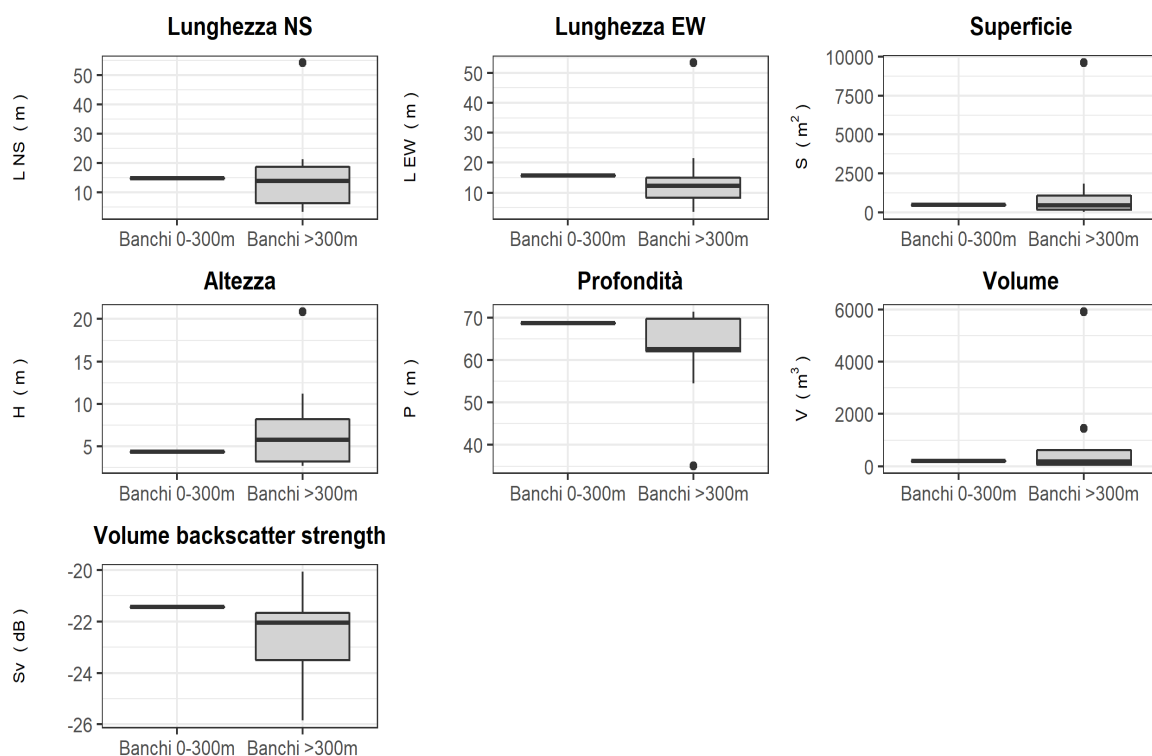 Lunghezza NS
L NS ( m )
50
40
30
20
10
Banchi 0-300m Banchi >300m
Lunghezza EW
L EW ( m )
50
40
30
20
10
Banchi 0-300m Banchi >300m
Superficie
S ( m² )
10000
7500
5000
2500
0
Banchi 0-300m Banchi >300m
Altezza
H ( m )
20
15
10
5
Banchi 0-300m Banchi >300m
Profondità
P ( m )
70
60
50
40
Banchi 0-300m Banchi >300m
Volume
V ( m³ )
6000
4000
2000
0
Banchi 0-300m Banchi >300m
Volume backscatter strength
Sv ( dB )
-20
-22
-24
-26
Banchi 0-300m Banchi >300m